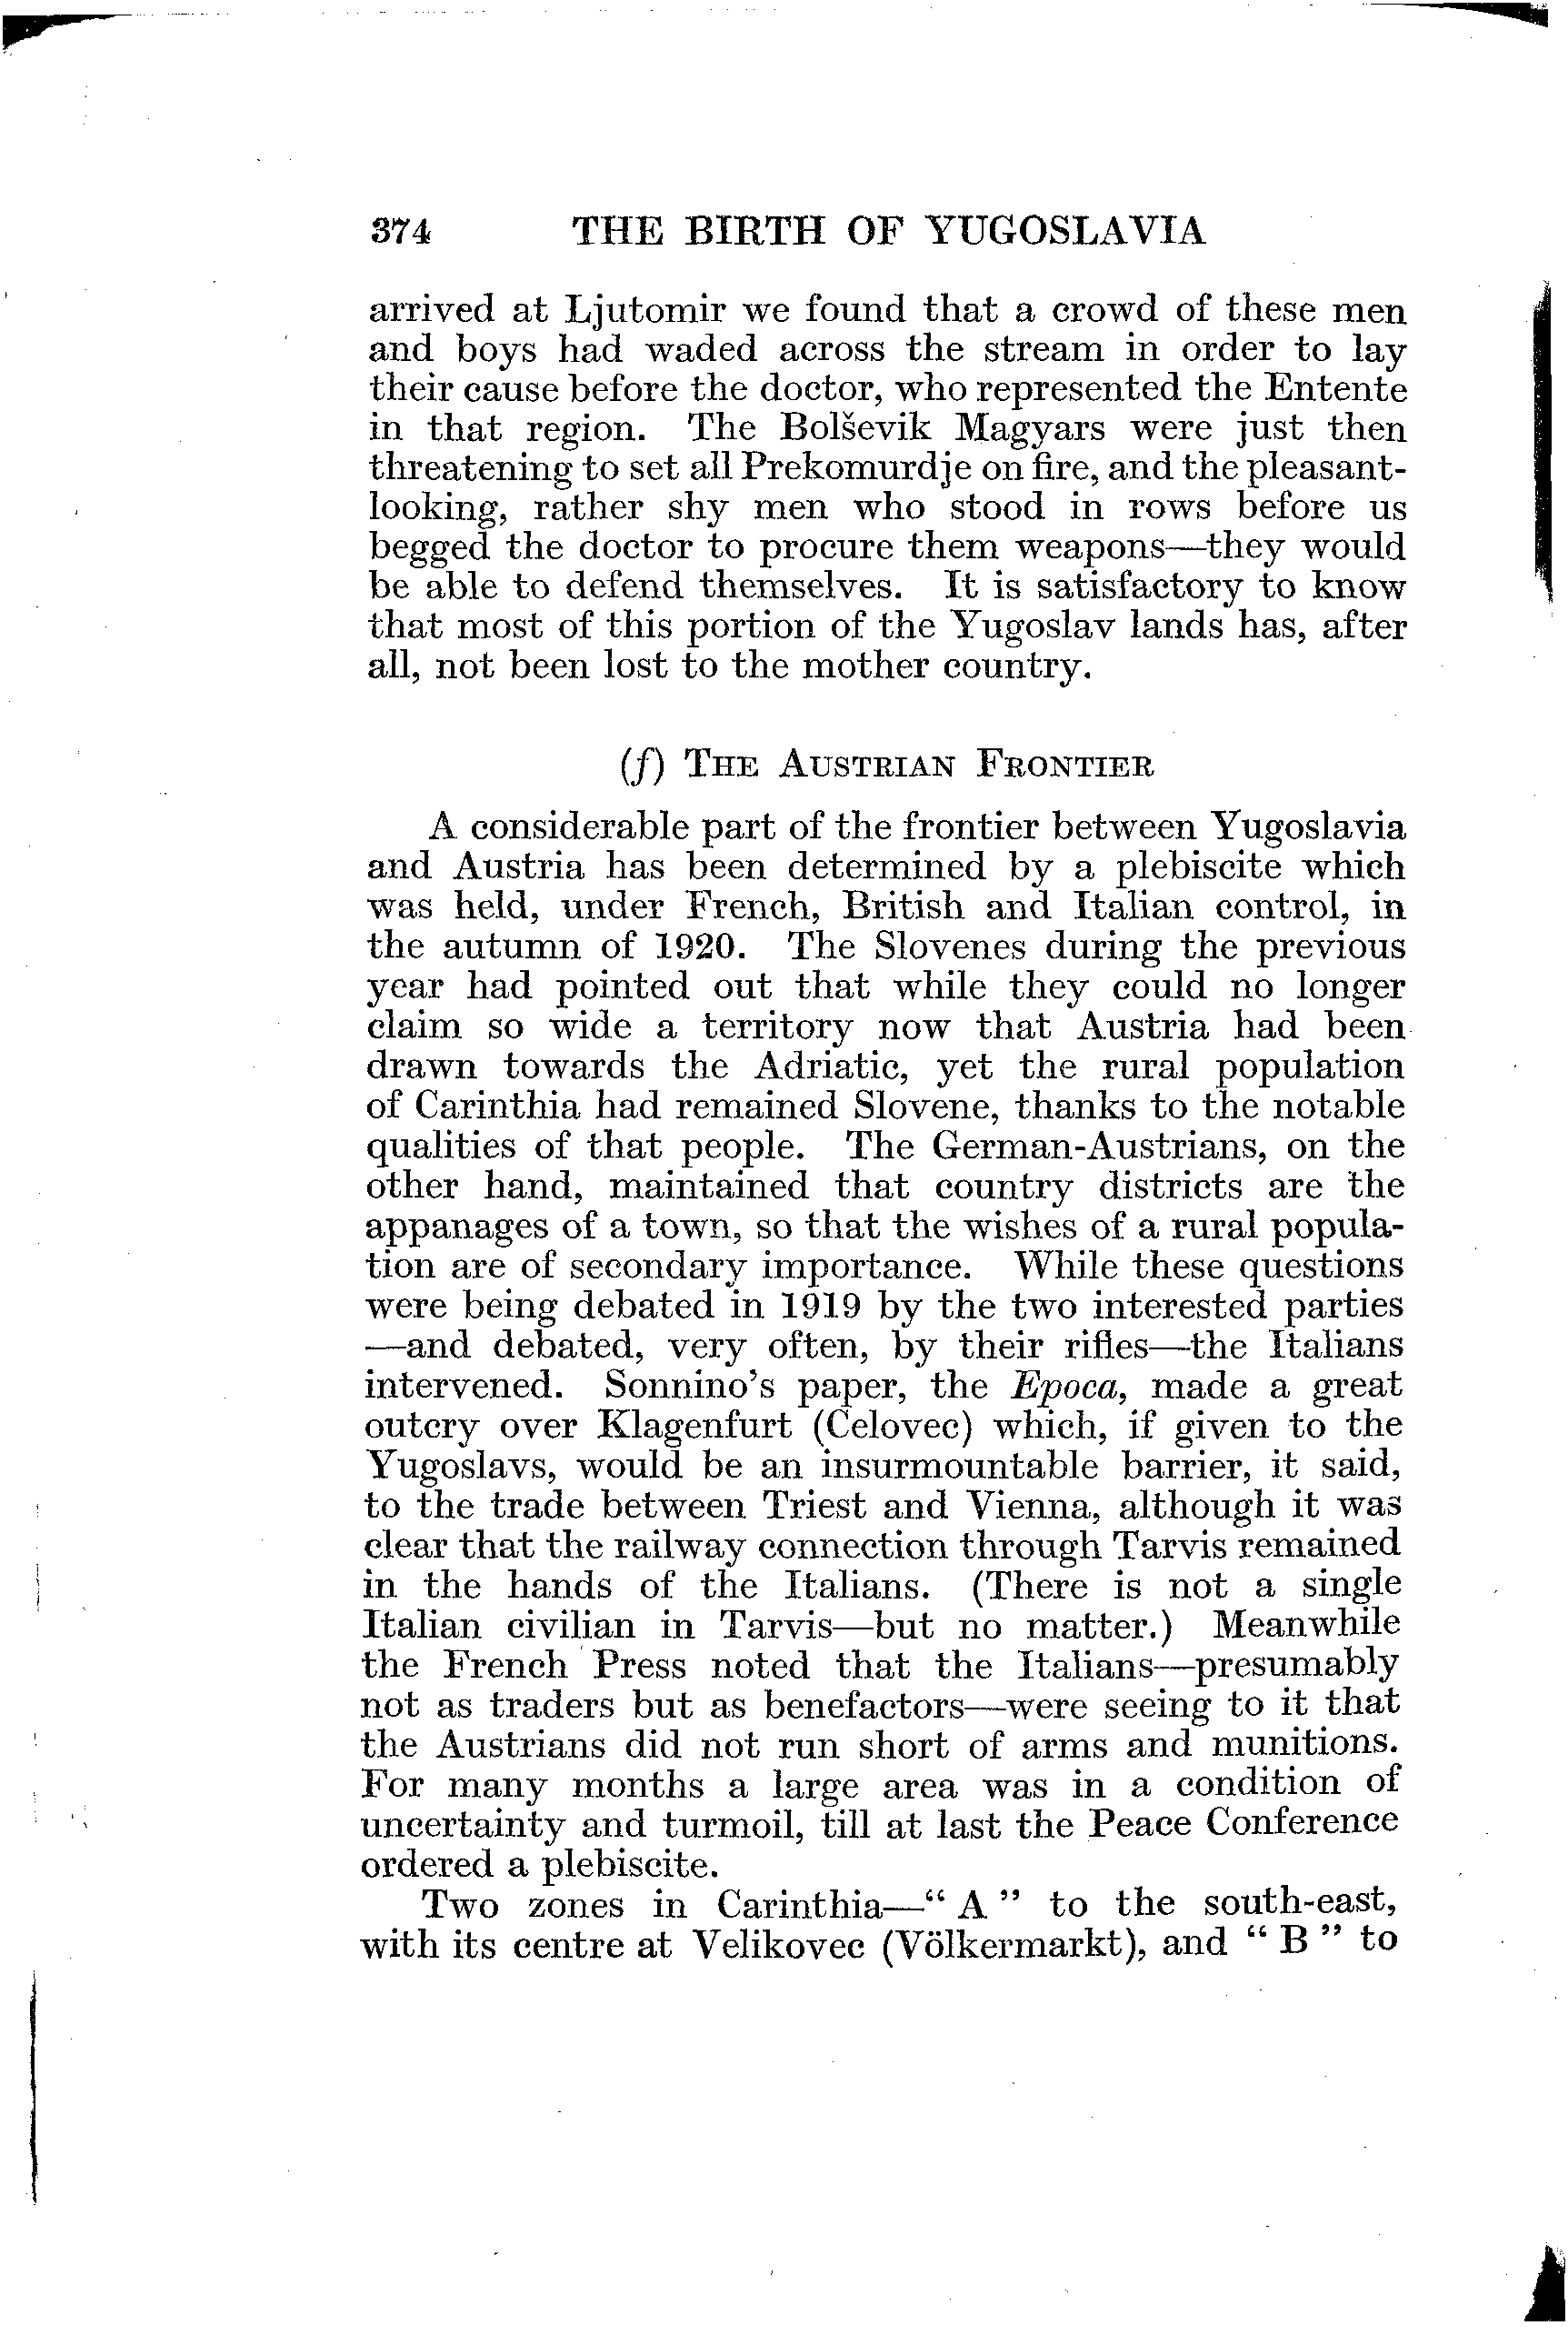 374 THE BIRTH OF YUGOSLAVIA
arrived at Ljutomir we found that a crowd of these men
and boys had waded across the stream in order to lay
their cause before the doctor, who represented the Entente
in that region. The Bolševik Magyars were just then
threatening to set all Prekomurdje on fire, and the pleasant-
looking, rather shy men who stood in rows before us
begged the doctor to procure them weapons—they would
be able to defend themselves. It is satisfactory to know
that most of this portion of the Yugoslav lands has, after
all, not been lost to the mother country.
(f) THE AUSTRIAN FRONTIER
A considerable part of the frontier between Yugoslavia
and Austria has been determined by a plebiscite which
was held, under French, British and Italian control, in
the autumn of 1920. The Slovenes during the previous
year had pointed out that while they could no longer
claim so wide a territory now that Austria had been
drawn towards the Adriatic, yet the rural population
of Carinthia had remained Slovene, thanks to the notable
qualities of that people. The German-Austrians, on the
other hand, maintained that country districts are the
appanages of a town, so that the wishes of a rural popula-
tion are of secondary importance. While these questions
were being debated in 1919 by the two interested parties
—and debated, very often, by their rifles—the Italians
intervened. Sonnino's paper, the Epoca, made a great
outcry over Klagenfurt (Celovec) which, if given to the
Yugoslavs, would be an insurmountable barrier, it said,
to the trade between Triest and Vienna, although it was
clear that the railway connection through Tarvis remained
in the hands of the Italians. (There is not a single
Italian civilian in Tarvis—but no matter.) Meanwhile
the French Press noted that the Italians—presumably
not as traders but as benefactors—were seeing to it that
the Austrians did not run short of arms and munitions.
For many months a large area was in a condition of
uncertainty and turmoil, till at last the Peace Conference
ordered a plebiscite.
Two zones in Carinthia—“ A ” to the south-east,
with its centre at Velikovec (Völkermarkt), and “ B ” to